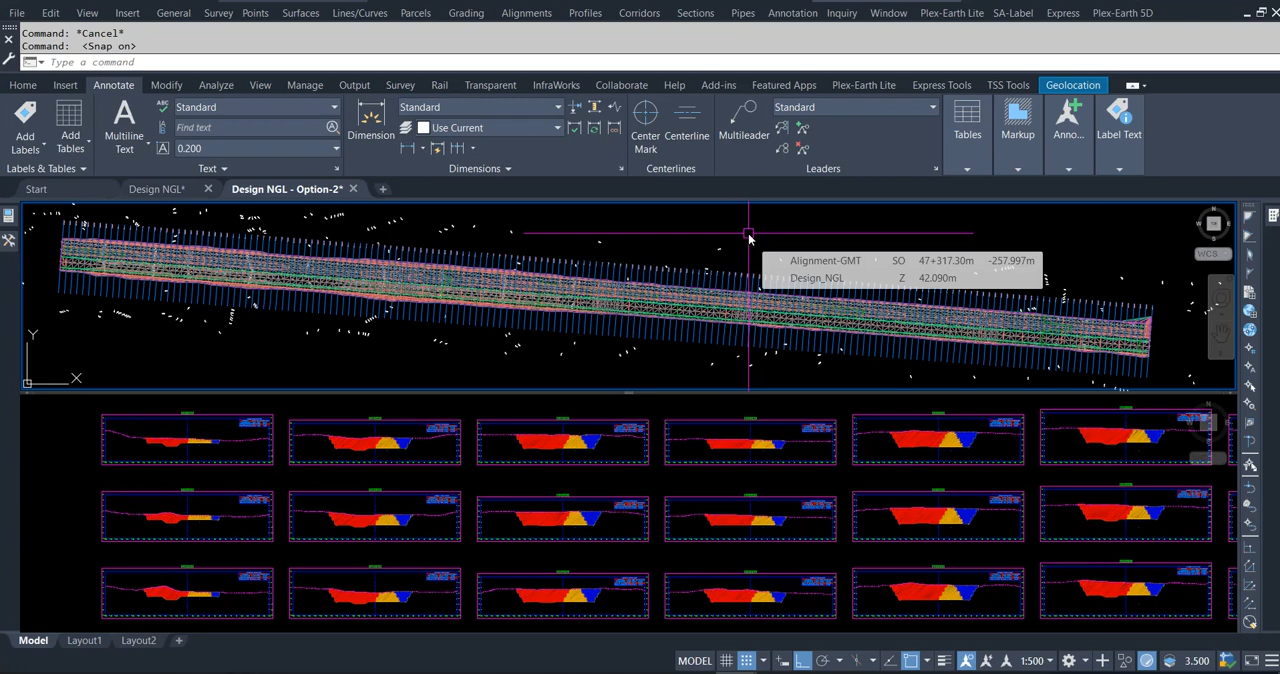 File Edit View Insert General Survey Points Surfaces Lines/Curves Parcels Grading Alignments Profiles Corridors Sections Pipes Annotation Inquiry Window Plex-Earth Lite SA-Label Express Plex-Earth 5D
Command: *Cancel*
Command:  <Snap on>
Type a command
Home Insert Annotate Modify Analyze View Manage Output Survey Rail Transparent InfraWorks Collaborate Help Add-ins Featured Apps Plex-Earth Lite Express Tools TSS Tools Geolocation
Add Labels
Add Tables
Multiline Text
Standard
Find text
0.200
Dimension
Standard
Use Current
Center Mark
Centerline
Multileader
Standard
Tables
Markup
Anno...
Label Text
Labels & Tables
Text
Dimensions
Centerlines
Leaders
Start Design NGL* Design NGL - Option-2*
N
W
E
S
WCS
Alignment-GMT SO 47+317.30m -257.997m
Design_NGL Z 42.090m
Y
X
N
Model Layout1 Layout2
MODEL 1:500 3.500